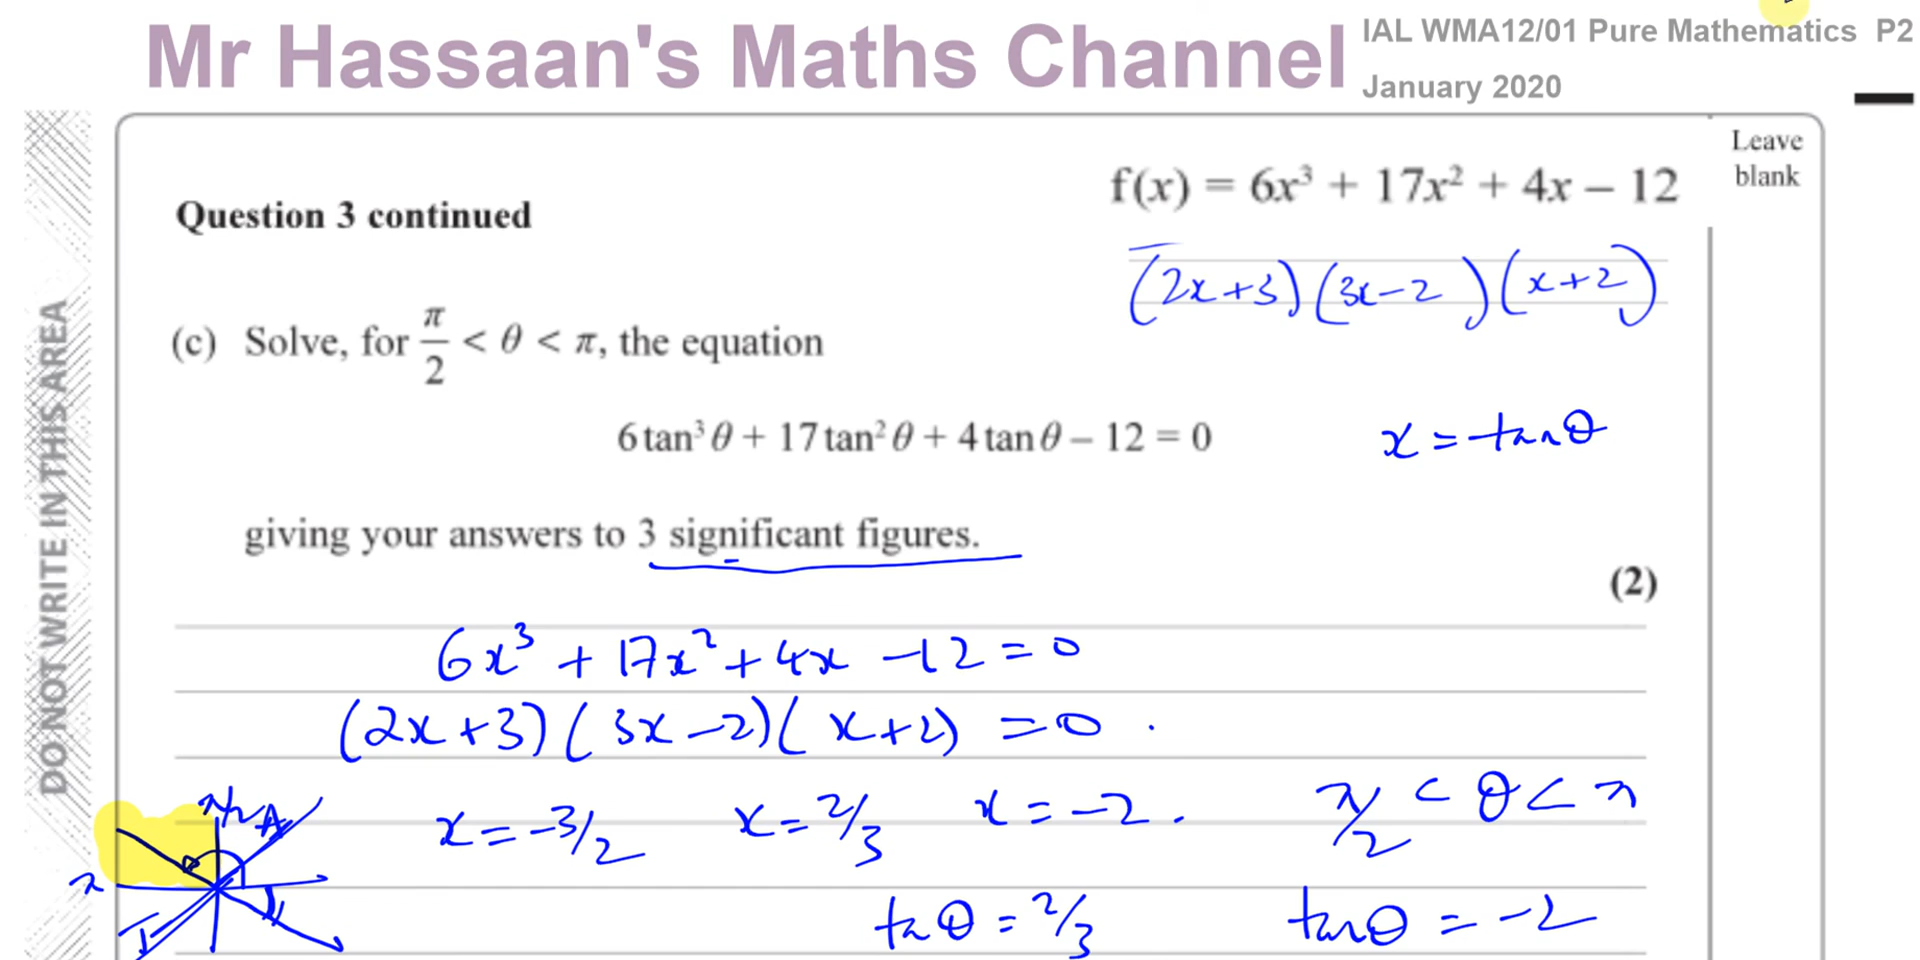 Mr Hassaan's Maths Channel
IAL WMA12/01 Pure Mathematics P2
January 2020
Leave
blank
f(x) = 6x³ + 17x² + 4x – 12
Question 3 continued
(2x+3)(3x-2)(x+2)
(c) Solve, for π/2 < θ < π, the equation
6 tan³ θ + 17 tan² θ + 4 tan θ – 12 = 0
x = tanθ
giving your answers to 3 significant figures.
(2)
6x³ + 17x² + 4x - 12 = 0
(2x+3)(3x-2)(x+2) = 0.
x = -3/2 x = 2/3 x = -2. π/2 < θ < π
tanθ = 2/3 tanθ = -2
π/2 A
π
T
DO NOT WRITE IN THIS AREA